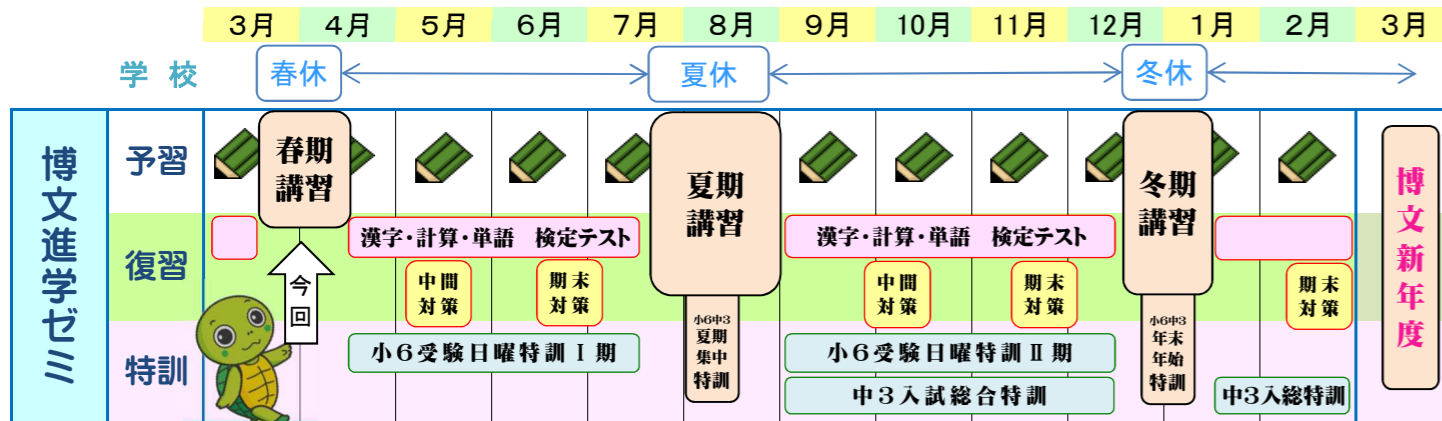 3月 4月 5月 6月 7月 8月 9月 10月 11月 12月 1月 2月 3月
学校 春休 夏休 冬休
博文進学ゼミ
予習
復習
特訓
春期
講習
今回
漢字・計算・単語 検定テスト
中間
対策
期末
対策
小6受験日曜特訓Ⅰ期
夏期
講習
小6中3
夏期
集中
特訓
漢字・計算・単語 検定テスト
中間
対策
期末
対策
小6受験日曜特訓Ⅱ期
中3入試総合特訓
冬期
講習
小6中3
年末
年始
特訓
期末
対策
中3入総特訓
博文新年度